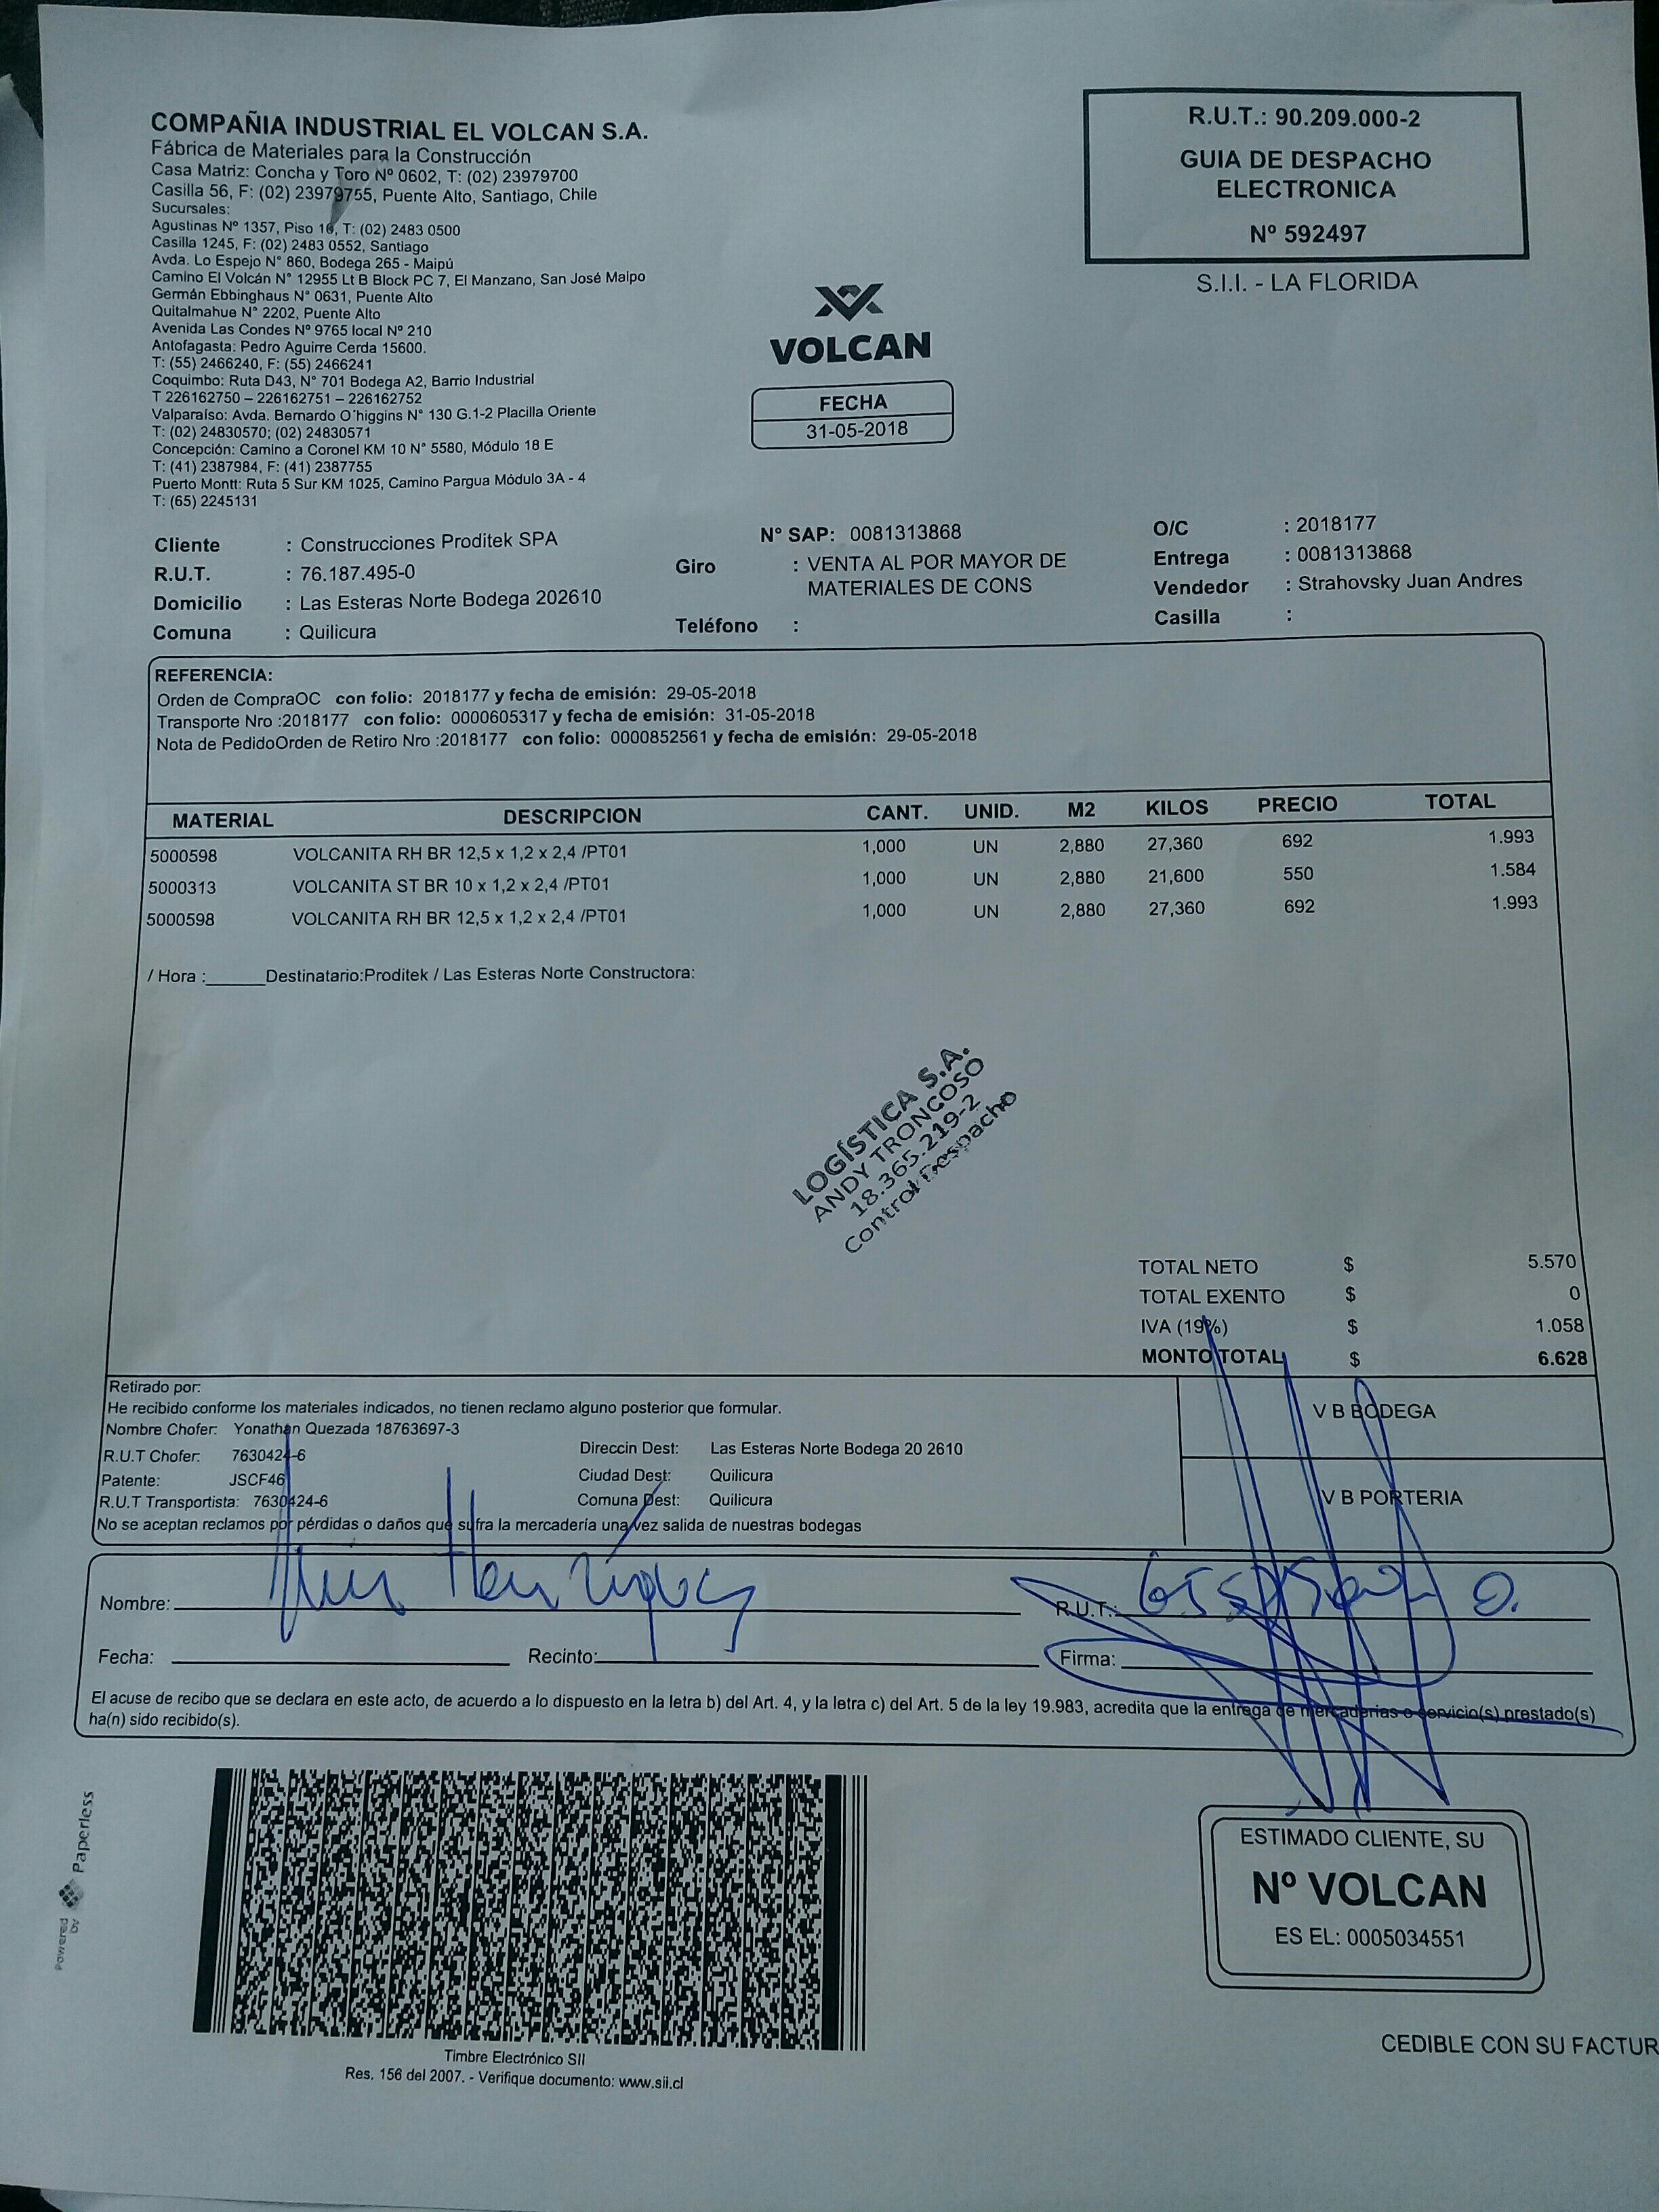 COMPAÑIA INDUSTRIAL EL VOLCAN S.A.
Fábrica de Materiales para la Construcción
Casa Matriz: Concha y Toro Nº 0602, T: (02) 23979700
Casilla 56, F: (02) 23979755, Puente Alto, Santiago, Chile
Sucursales:
Agustinas Nº 1357, Piso 10, T: (02) 2483 0500
Casilla 1245, F: (02) 2483 0552, Santiago
Avda. Lo Espejo N° 860, Bodega 265 - Maipú
Camino El Volcán N° 12955 Lt B Block PC 7, El Manzano, San José Maipo
Germán Ebbinghaus N° 0631, Puente Alto
Quitalmahue N° 2202, Puente Alto
Avenida Las Condes Nº 9765 local Nº 210
Antofagasta: Pedro Aguirre Cerda 15600.
T: (55) 2466240, F: (55) 2466241
Coquimbo: Ruta D43, N° 701 Bodega A2, Barrio Industrial
T 226162750 – 226162751 – 226162752
Valparaíso: Avda. Bernardo O'higgins N° 130 G.1-2 Placilla Oriente
T: (02) 24830570; (02) 24830571
Concepción: Camino a Coronel KM 10 N° 5580, Módulo 18 E
T: (41) 2387984, F: (41) 2387755
Puerto Montt: Ruta 5 Sur KM 1025, Camino Pargua Módulo 3A - 4
T: (65) 2245131
VOLCAN
FECHA
31-05-2018
R.U.T.: 90.209.000-2
GUIA DE DESPACHO
ELECTRONICA
Nº 592497
S.I.I. - LA FLORIDA
Cliente : Construcciones Proditek SPA
R.U.T. : 76.187.495-0
Domicilio : Las Esteras Norte Bodega 202610
Comuna : Quilicura
N° SAP: 0081313868
Giro : VENTA AL POR MAYOR DE
MATERIALES DE CONS
Teléfono :
O/C : 2018177
Entrega : 0081313868
Vendedor : Strahovsky Juan Andres
Casilla :
REFERENCIA:
Orden de CompraOC con folio: 2018177 y fecha de emisión: 29-05-2018
Transporte Nro :2018177 con folio: 0000605317 y fecha de emisión: 31-05-2018
Nota de PedidoOrden de Retiro Nro :2018177 con folio: 0000852561 y fecha de emisión: 29-05-2018
MATERIAL DESCRIPCION CANT. UNID. M2 KILOS PRECIO TOTAL
5000598 VOLCANITA RH BR 12,5 x 1,2 x 2,4 /PT01 1,000 UN 2,880 27,360 692 1.993
5000313 VOLCANITA ST BR 10 x 1,2 x 2,4 /PT01 1,000 UN 2,880 21,600 550 1.584
5000598 VOLCANITA RH BR 12,5 x 1,2 x 2,4 /PT01 1,000 UN 2,880 27,360 692 1.993
/ Hora :______Destinatario:Proditek / Las Esteras Norte Constructora:
LOGÍSTICA S.A.
ANDY TRONCOSO
18.365.219-2
Control Despacho
TOTAL NETO $ 5.570
TOTAL EXENTO $ 0
IVA (19%) $ 1.058
MONTO TOTAL $ 6.628
Retirado por:
He recibido conforme los materiales indicados, no tienen reclamo alguno posterior que formular.
Nombre Chofer: Yonathan Quezada 18763697-3
R.U.T Chofer: 7630424-6
Patente: JSCF46
R.U.T Transportista: 7630424-6
Direccin Dest: Las Esteras Norte Bodega 20 2610
Ciudad Dest: Quilicura
Comuna Dest: Quilicura
No se aceptan reclamos por pérdidas o daños que sufra la mercadería una vez salida de nuestras bodegas
V B BODEGA
V B PORTERIA
Nombre: Henriquez
R.U.T.:
Fecha: Recinto: Firma:
El acuse de recibo que se declara en este acto, de acuerdo a lo dispuesto en la letra b) del Art. 4, y la letra c) del Art. 5 de la ley 19.983, acredita que la entrega de mercaderias o servicio(s) prestado(s)
ha(n) sido recibido(s).
Powered by Paperless
Timbre Electrónico SII
Res. 156 del 2007. - Verifique documento: www.sii.cl
ESTIMADO CLIENTE, SU
Nº VOLCAN
ES EL: 0005034551
CEDIBLE CON SU FACTUR